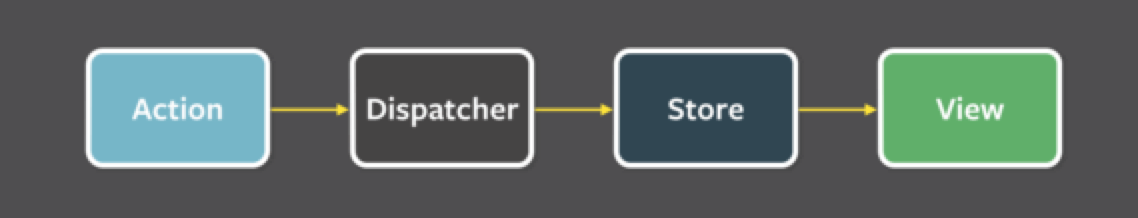 Action
Dispatcher
Store
View